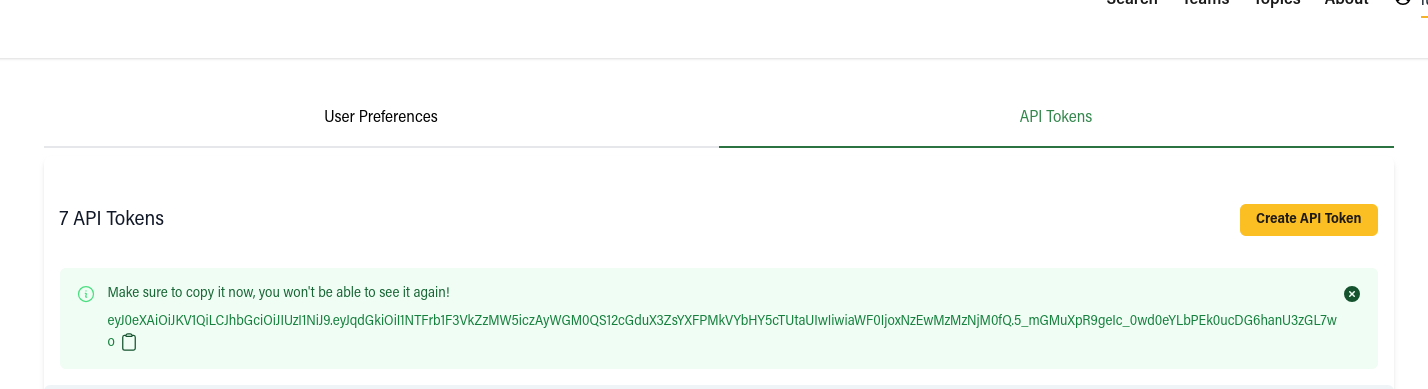 Search Teams Topics About
User Preferences API Tokens
7 API Tokens Create API Token
Make sure to copy it now, you won't be able to see it again!
eyJ0eXAiOiJKV1QiLCJhbGciOiJIUzI1NiJ9.eyJqdGkiOiI1NTFrb1F3VkZzMW5iczAyWGM0QS12cGduX3ZsYXFPMkVYbHY5cTUtaUIwIiwiaWF0IjoxNzEwMzMzNjM0fQ.5_mGMuXpR9geIc_0wd0eYLbPEk0ucDG6hanU3zGL7w
o